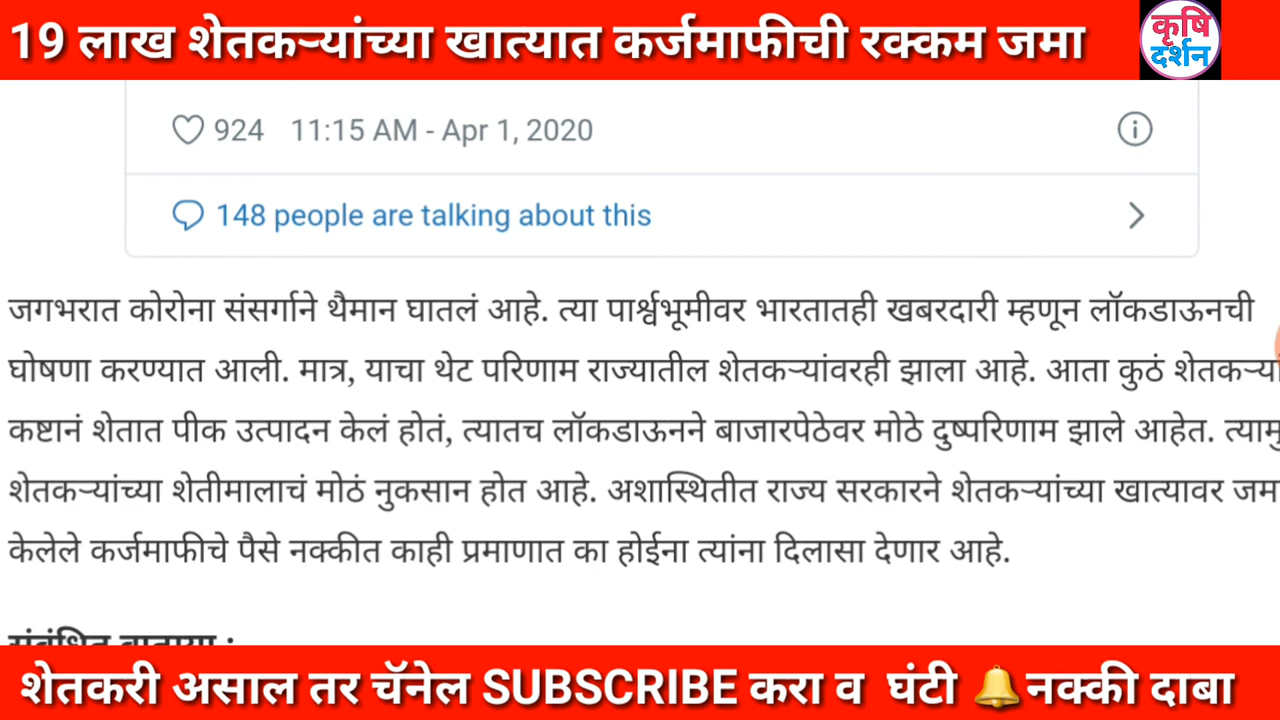 19 लाख शेतकऱ्यांच्या खात्यात कर्जमाफीची रक्कम जमा
कृषि
दर्शन
924 11:15 AM - Apr 1, 2020
148 people are talking about this
जगभरात कोरोना संसर्गाने थैमान घातलं आहे. त्या पार्श्वभूमीवर भारतातही खबरदारी म्हणून लॉकडाऊनची
घोषणा करण्यात आली. मात्र, याचा थेट परिणाम राज्यातील शेतकऱ्यांवरही झाला आहे. आता कुठं
कष्टानं शेतात पीक उत्पादन केलं होतं, त्यातच लॉकडाऊनने बाजारपेठेवर मोठे दुष्परिणाम झाले आहेत.
शेतकऱ्यांच्या शेतीमालाचं मोठं नुकसान होत आहे. अशास्थितीत राज्य सरकारने शेतकऱ्यांच्या खात्यावर जमा
केलेले कर्जमाफीचे पैसे नक्कीत काही प्रमाणात का होईना त्यांना दिलासा देणार आहे.
शेतकरी असाल तर चॅनेल SUBSCRIBE करा व घंटी 🔔नक्की दाबा